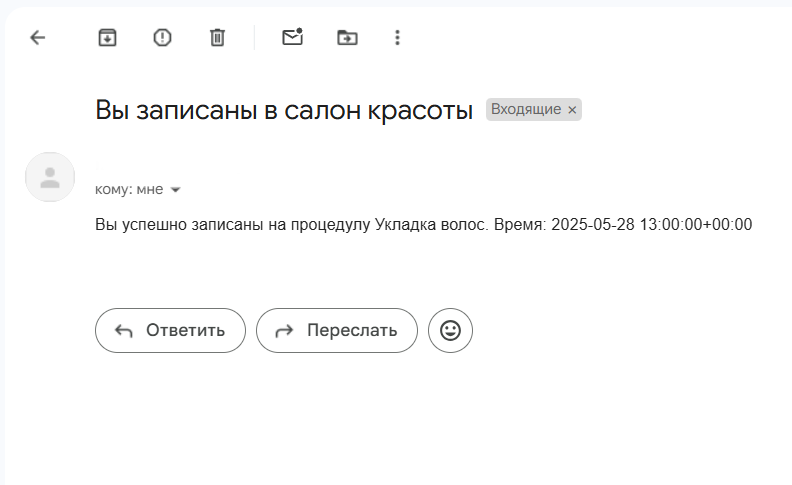 Вы записаны в салон красоты Входящие ×
кому: мне
Вы успешно записаны на процедулу Укладка волос. Время: 2025-05-28 13:00:00+00:00
Ответить Переслать